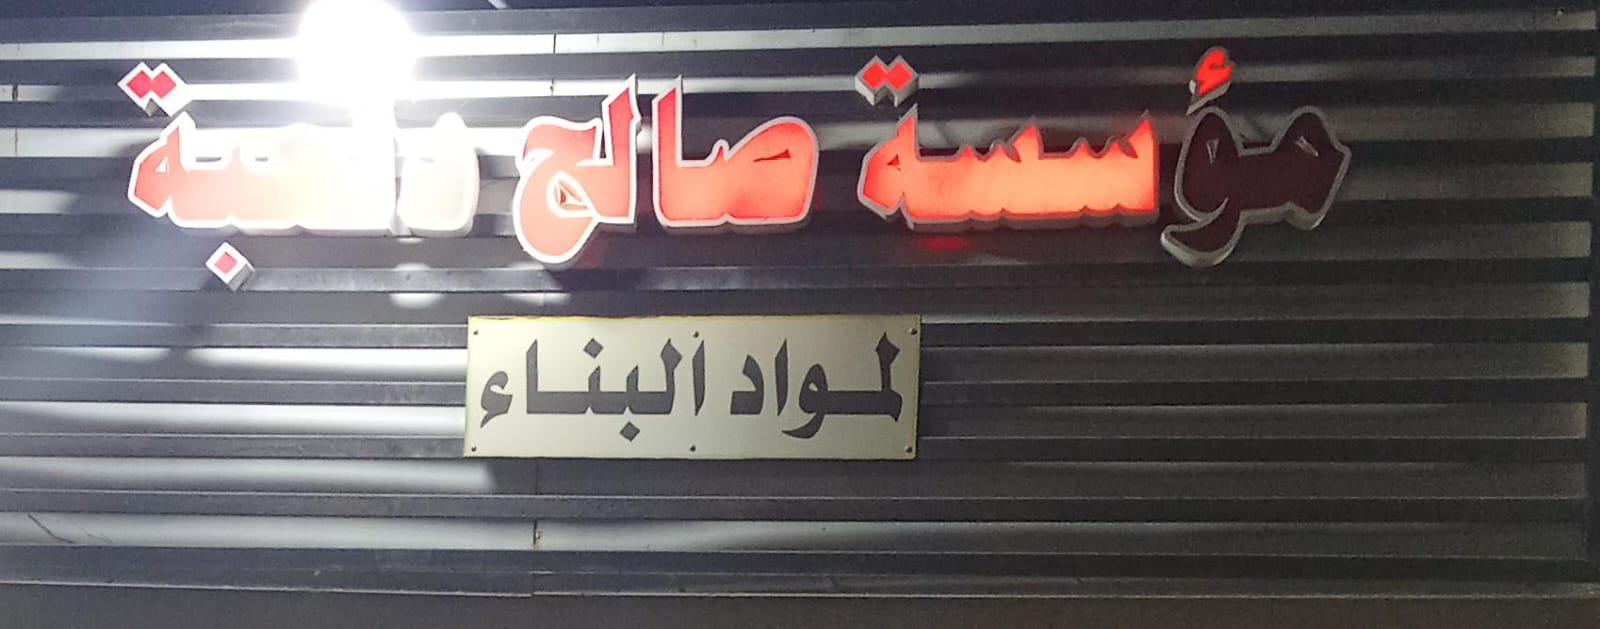 مؤسسة صالح
لمواد البناء